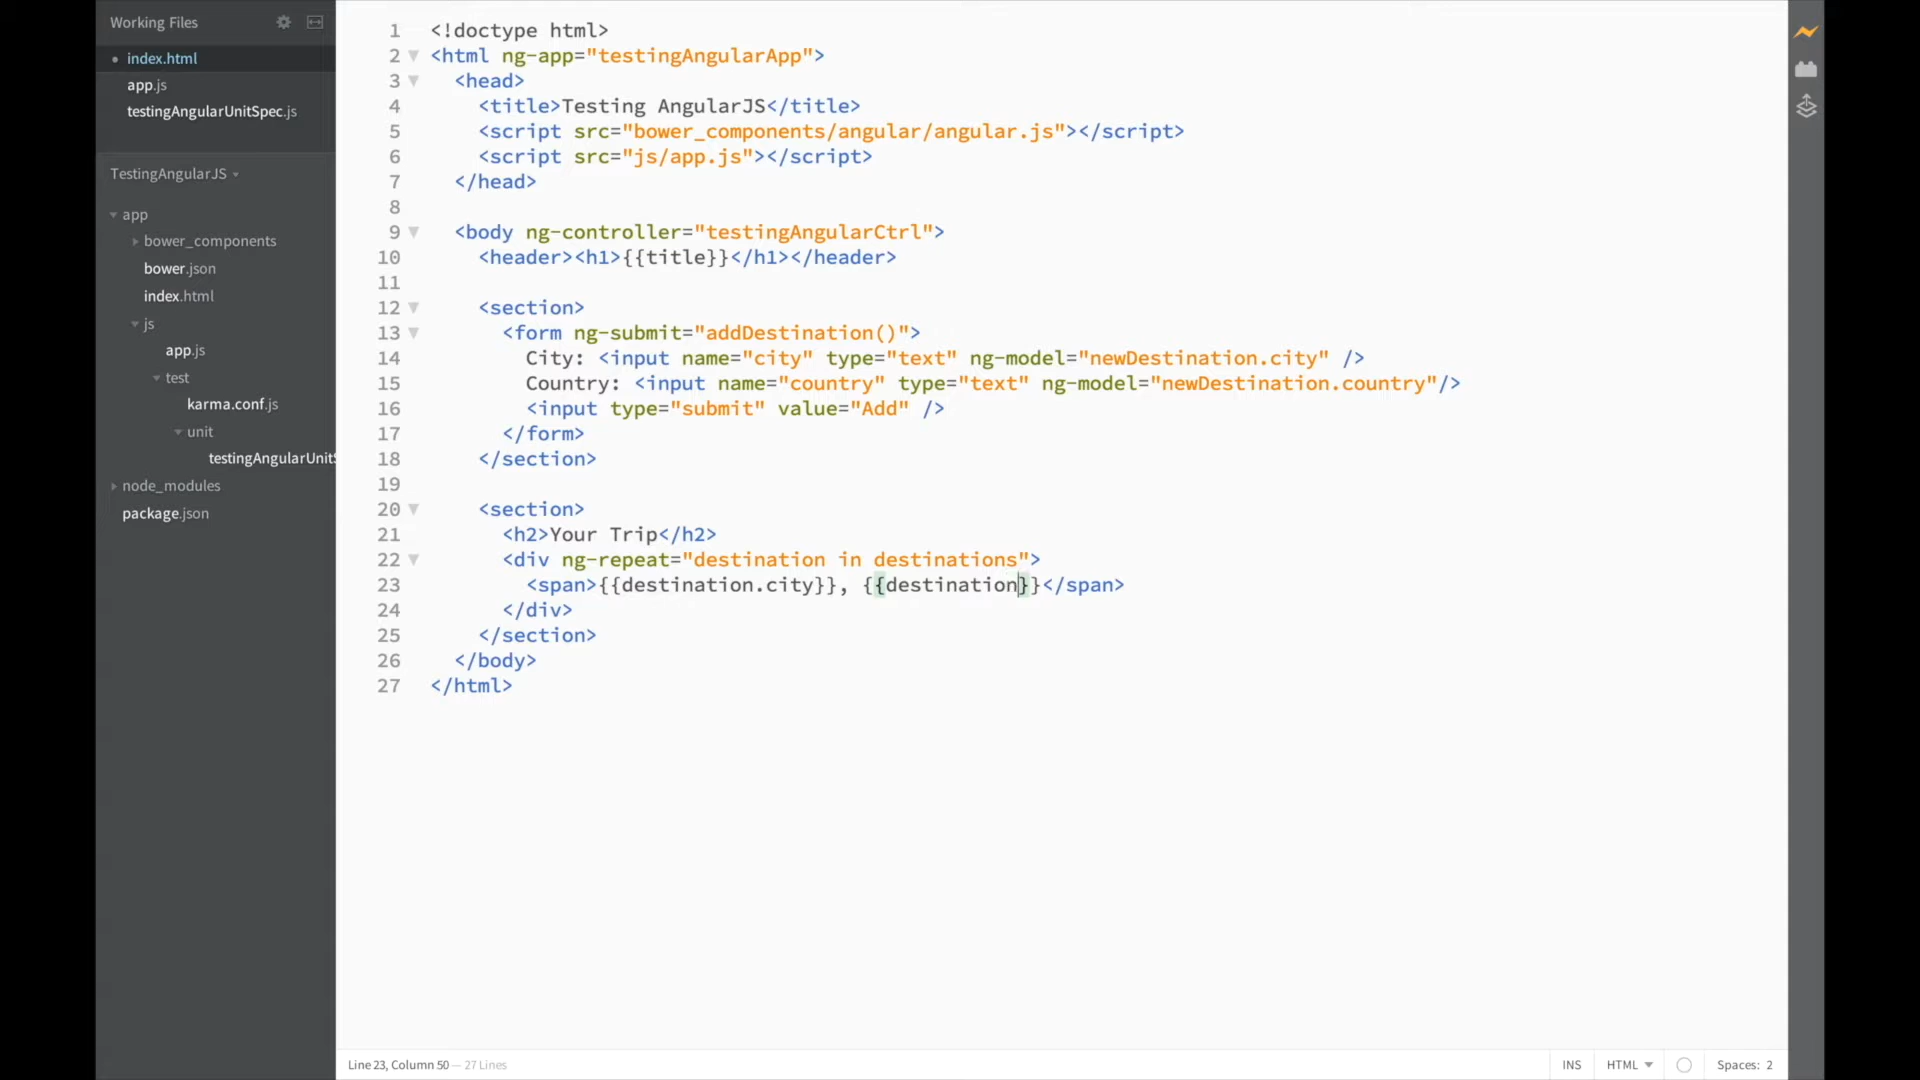 Working Files
index.html
app.js
testingAngularUnitSpec.js
TestingAngularJS
app
bower_components
bower.json
index.html
js
app.js
test
karma.conf.js
unit
testingAngularUnitS
node_modules
package.json
1 <!doctype html>
2 <html ng-app="testingAngularApp">
3 <head>
4 <title>Testing AngularJS</title>
5 <script src="bower_components/angular/angular.js"></script>
6 <script src="js/app.js"></script>
7 </head>
8
9 <body ng-controller="testingAngularCtrl">
10 <header><h1>{{title}}</h1></header>
11
12 <section>
13 <form ng-submit="addDestination()">
14 City: <input name="city" type="text" ng-model="newDestination.city" />
15 Country: <input name="country" type="text" ng-model="newDestination.country"/>
16 <input type="submit" value="Add" />
17 </form>
18 </section>
19
20 <section>
21 <h2>Your Trip</h2>
22 <div ng-repeat="destination in destinations">
23 <span>{{destination.city}}, {{destination}}</span>
24 </div>
25 </section>
26 </body>
27 </html>
Line 23, Column 50 — 27 Lines
INS
HTML
Spaces: 2